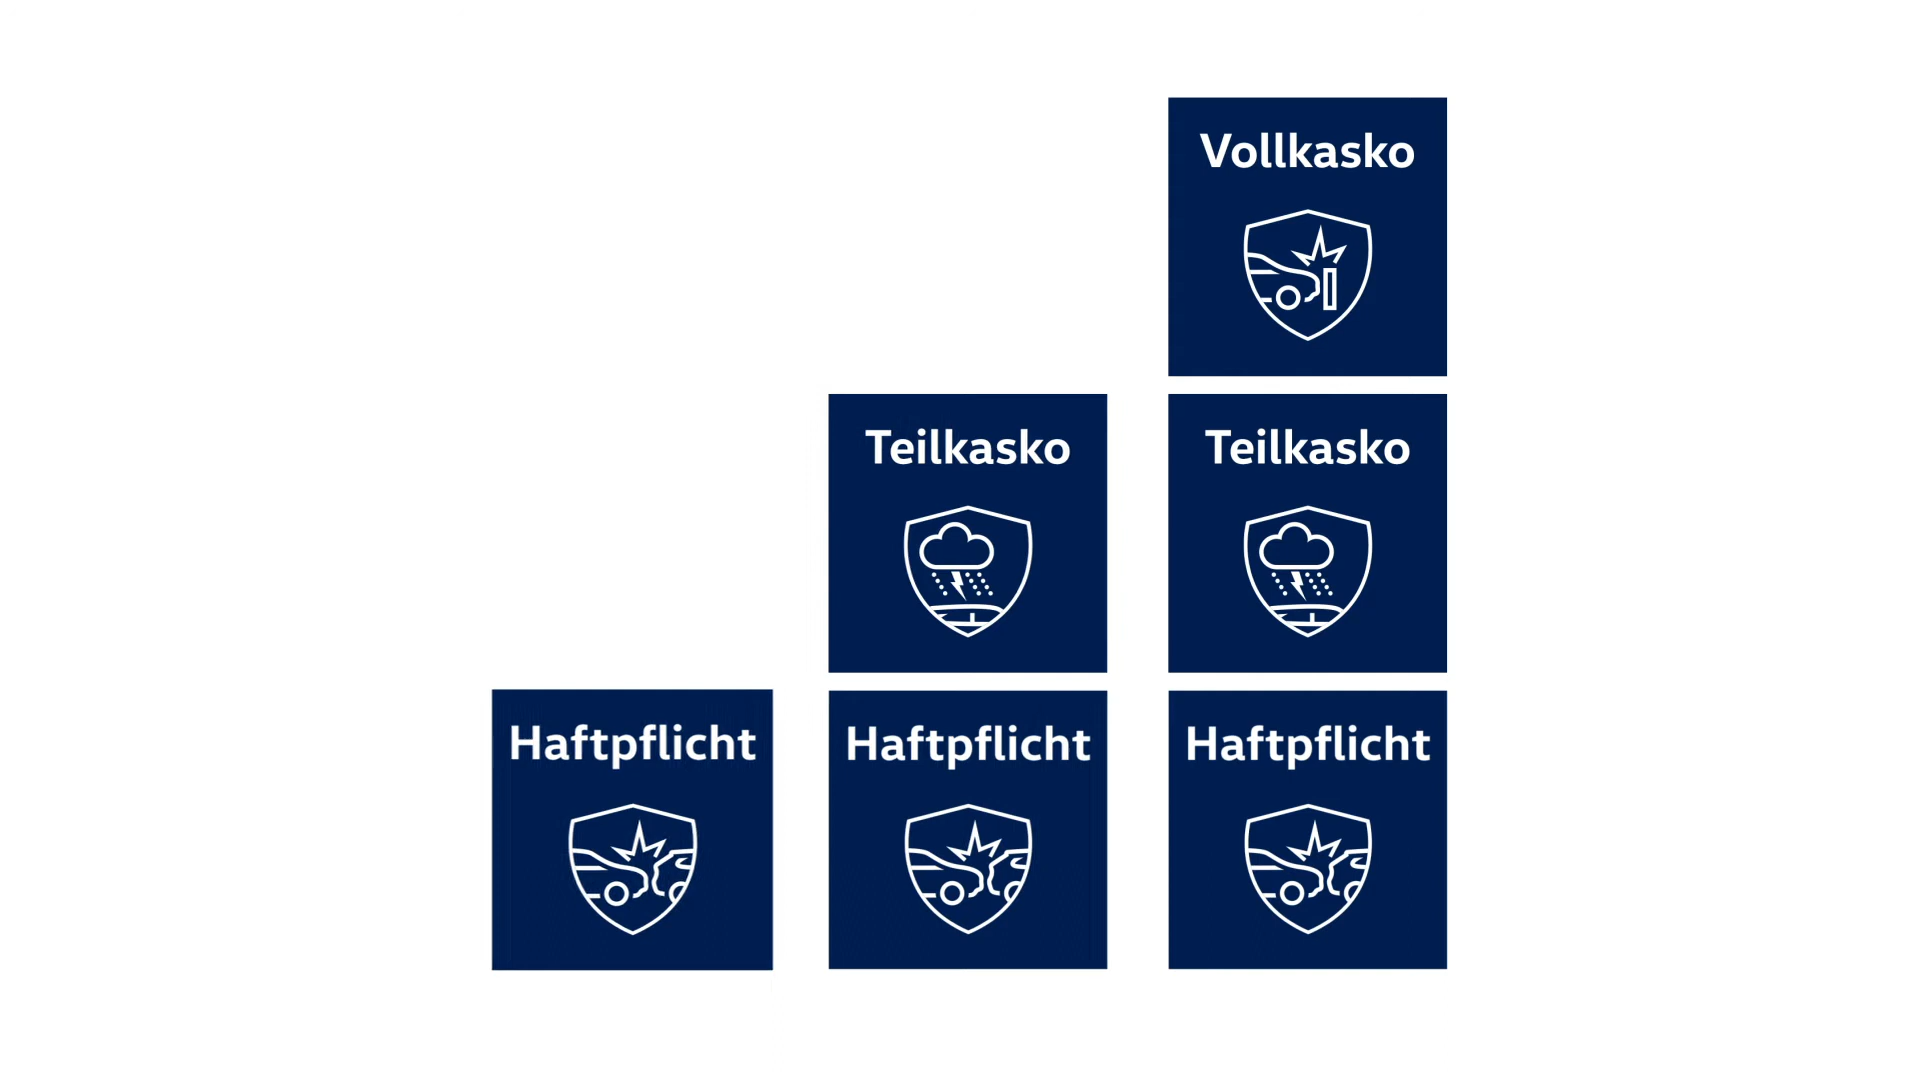 Vollkasko
Teilkasko
Teilkasko
Haftpflicht
Haftpflicht
Haftpflicht